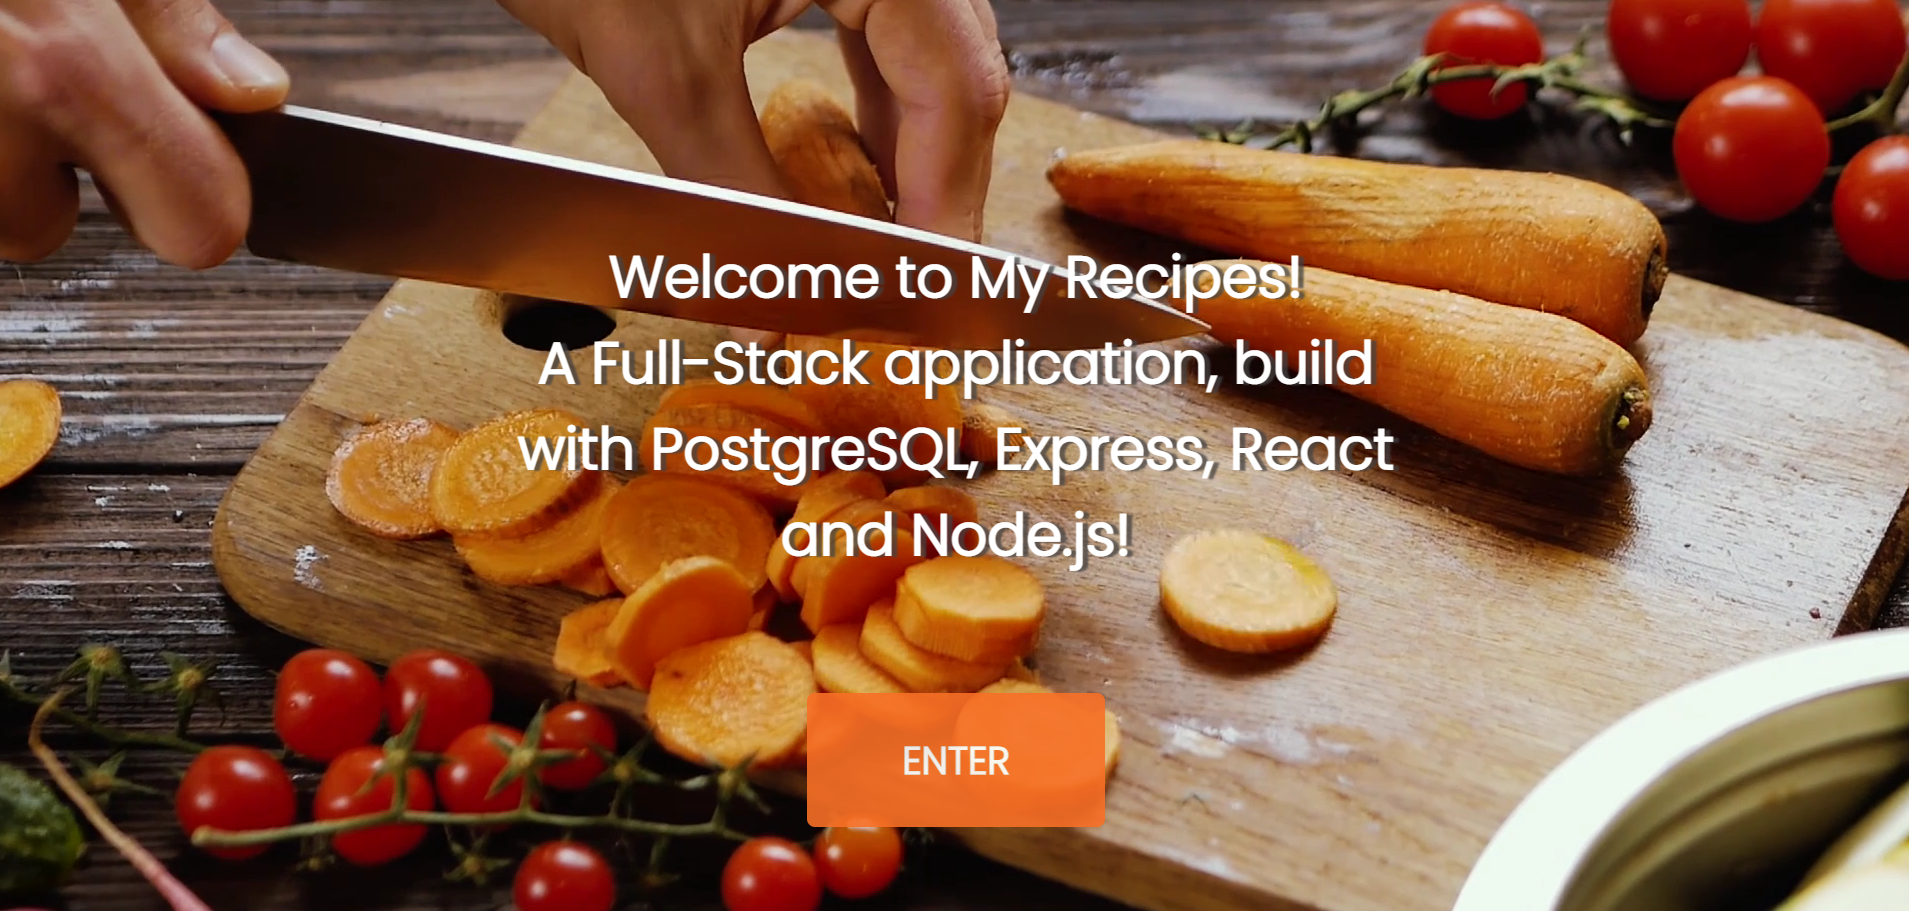 Welcome to My Recipes!
A Full-Stack application, build
with PostgreSQL, Express, React
and Node.js!
ENTER